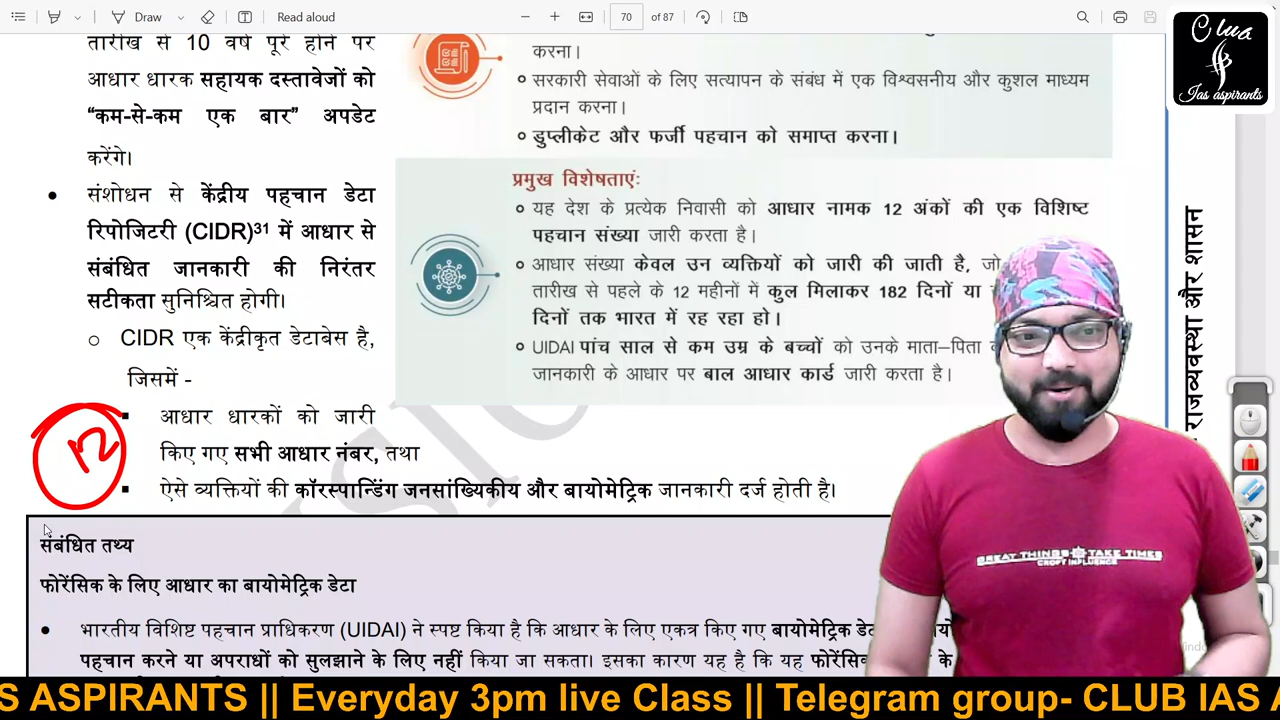 Draw
Read aloud
70 of 87
Clua
Ias aspirants
तारीख से 10 वर्ष पूरे होने पर
आधार धारक सहायक दस्तावेजों को
“कम-से-कम एक बार” अपडेट
करेंगे।
• संशोधन से केंद्रीय पहचान डेटा
रिपोजिटरी (CIDR)³¹ में आधार से
संबंधित जानकारी की निरंतर
सटीकता सुनिश्चित होगी।
o CIDR एक केंद्रीकृत डेटाबेस है,
जिसमें -
▪ आधार धारकों को जारी
किए गए सभी आधार नंबर, तथा
▪ ऐसे व्यक्तियों की कॉरस्पान्डिंग जनसांख्यिकीय और बायोमेट्रिक जानकारी दर्ज होती है।
12
करना।
सरकारी सेवाओं के लिए सत्यापन के संबंध में एक विश्वसनीय और कुशल माध्यम
प्रदान करना।
डुप्लीकेट और फर्जी पहचान को समाप्त करना।
प्रमुख विशेषताएंः
यह देश के प्रत्येक निवासी को आधार नामक 12 अंकों की एक विशिष्ट
पहचान संख्या जारी करता है।
आधार संख्या केवल उन व्यक्तियों को जारी की जाती है, जो
तारीख से पहले के 12 महीनों में कुल मिलाकर 182 दिनों या
दिनों तक भारत में रह रहा हो।
UIDAI पांच साल से कम उम्र के बच्चों को उनके माता–पिता
जानकारी के आधार पर बाल आधार कार्ड जारी करता है।
राजव्यवस्था और शासन
संबंधित तथ्य
फोरेंसिक के लिए आधार का बायोमेट्रिक डेटा
• भारतीय विशिष्ट पहचान प्राधिकरण (UIDAI) ने स्पष्ट किया है कि आधार के लिए एकत्र किए गए बायोमेट्रिक
पहचान करने या अपराधों को सुलझाने के लिए नहीं किया जा सकता। इसका कारण यह है कि यह फोरेंसिक के
GREAT THINGS TAKE TIMES
CROFT INFLUENCE
S ASPIRANTS || Everyday 3pm live Class || Telegram group- CLUB IAS A